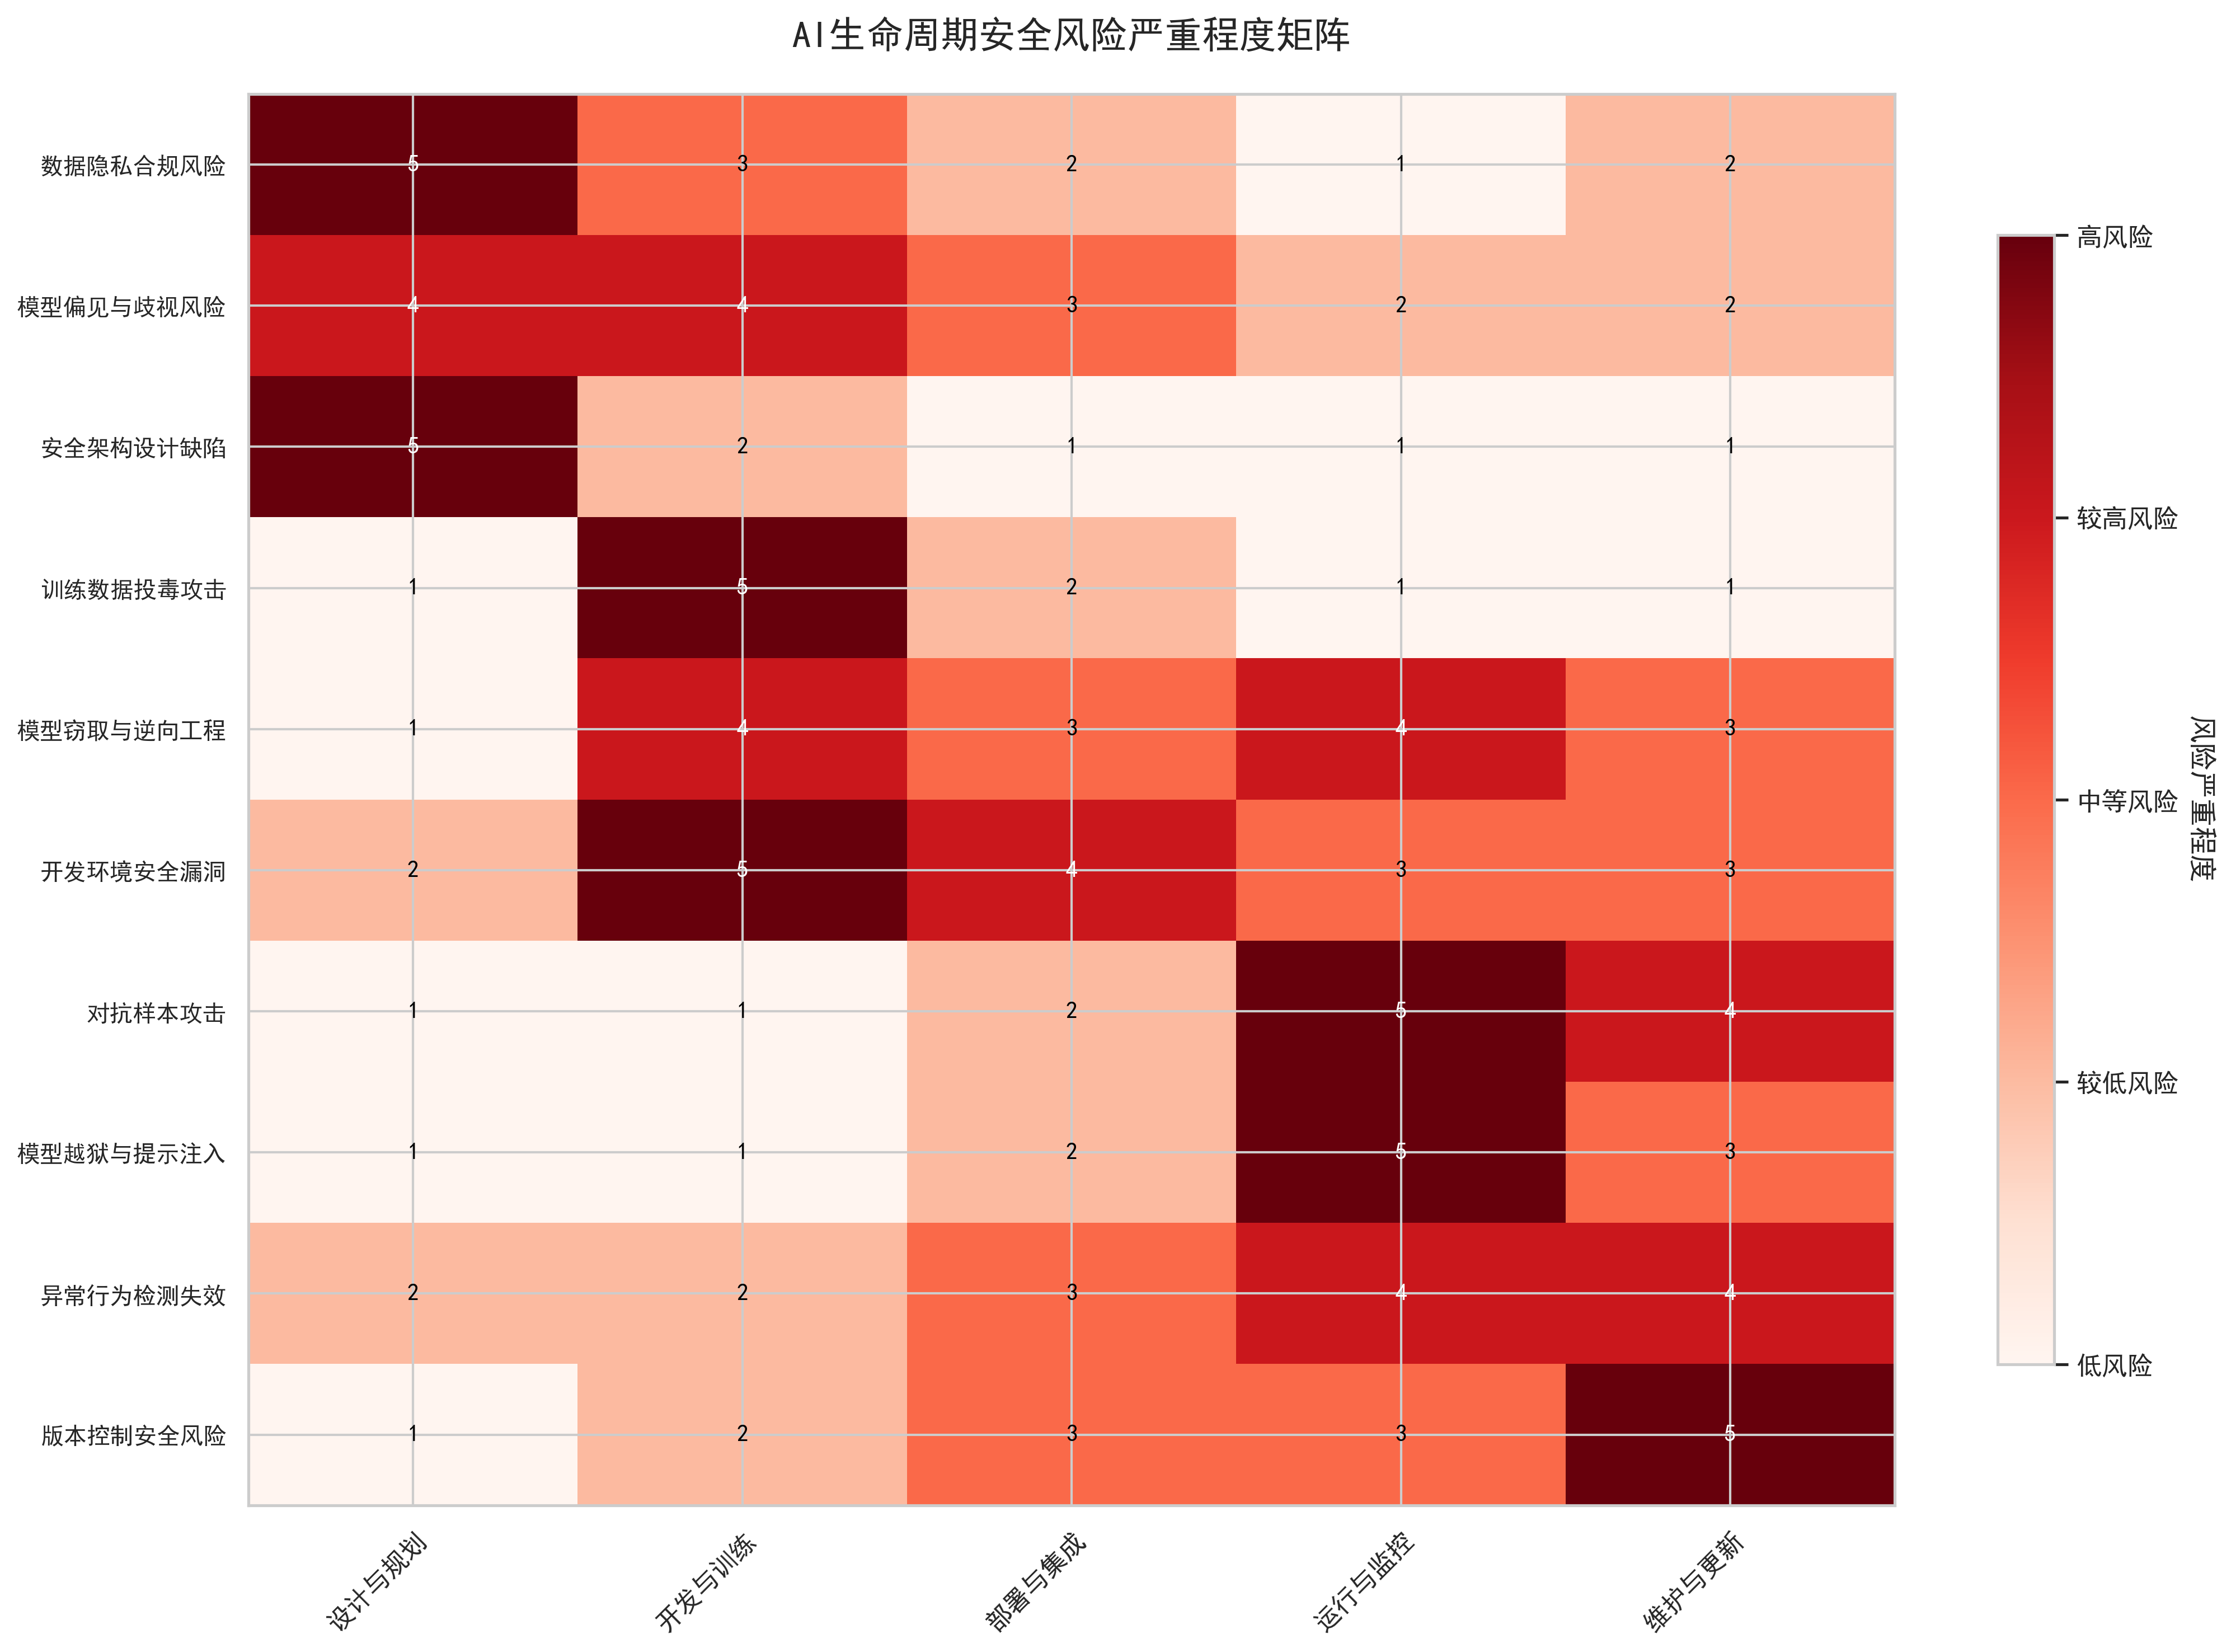 AI生命周期安全风险严重程度矩阵
数据隐私合规风险 5 3 2 1 2
模型偏见与歧视风险 4 4 3 2 2
安全架构设计缺陷 5 2 1 1 1
训练数据投毒攻击 1 5 2 1 1
模型窃取与逆向工程 1 4 3 4 3
开发环境安全漏洞 2 5 4 3 3
对抗样本攻击 1 1 2 5 4
模型越狱与提示注入 1 1 2 5 3
异常行为检测失效 2 2 3 4 4
版本控制安全风险 1 2 3 3 5
设计与规划 开发与训练 部署与集成 运行与监控 维护与更新
高风险
较高风险
中等风险
较低风险
低风险
风险严重程度